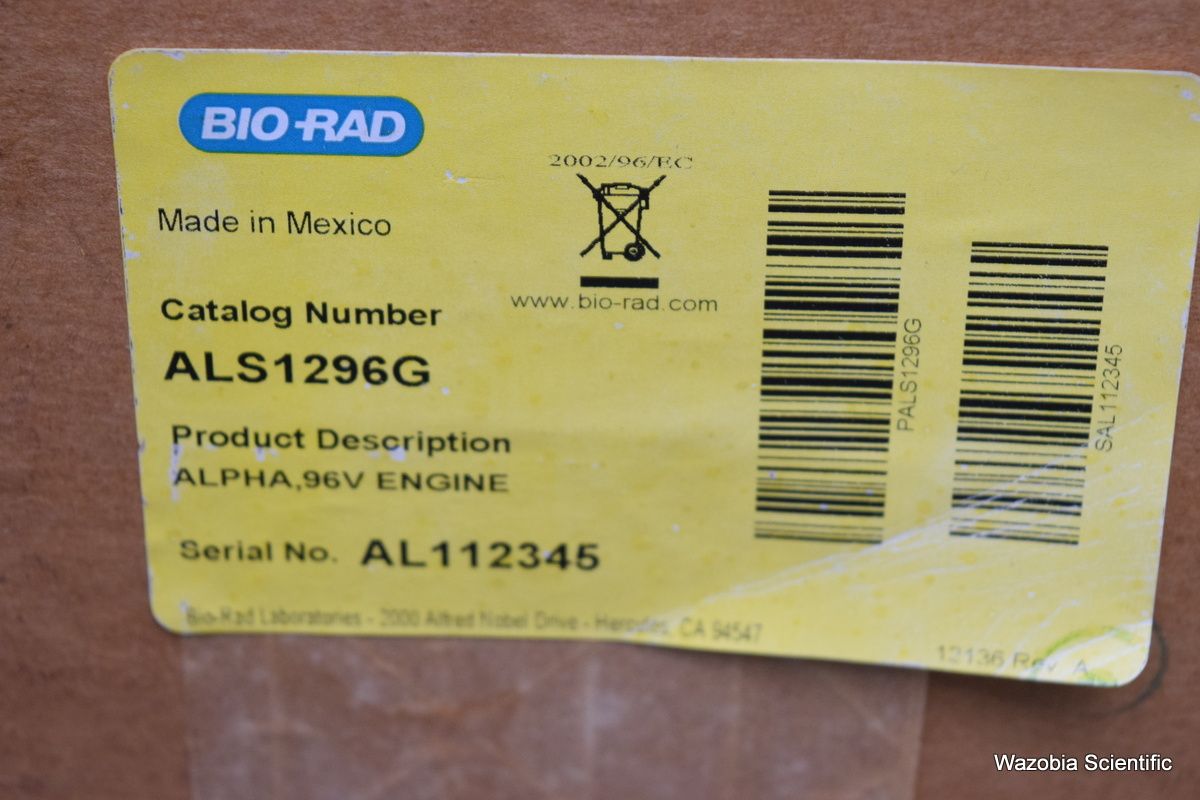 BIO-RAD
2002/96/EC
Made in Mexico
www.bio-rad.com
Catalog Number
ALS1296G
Product Description
ALPHA,96V ENGINE
Serial No. AL112345
PALS1296G
SAL112345
Bio-Rad Laboratories - 2000 Alfred Nobel Drive - Hercules, CA 94547
12136 Rev A
Wazobia Scientific